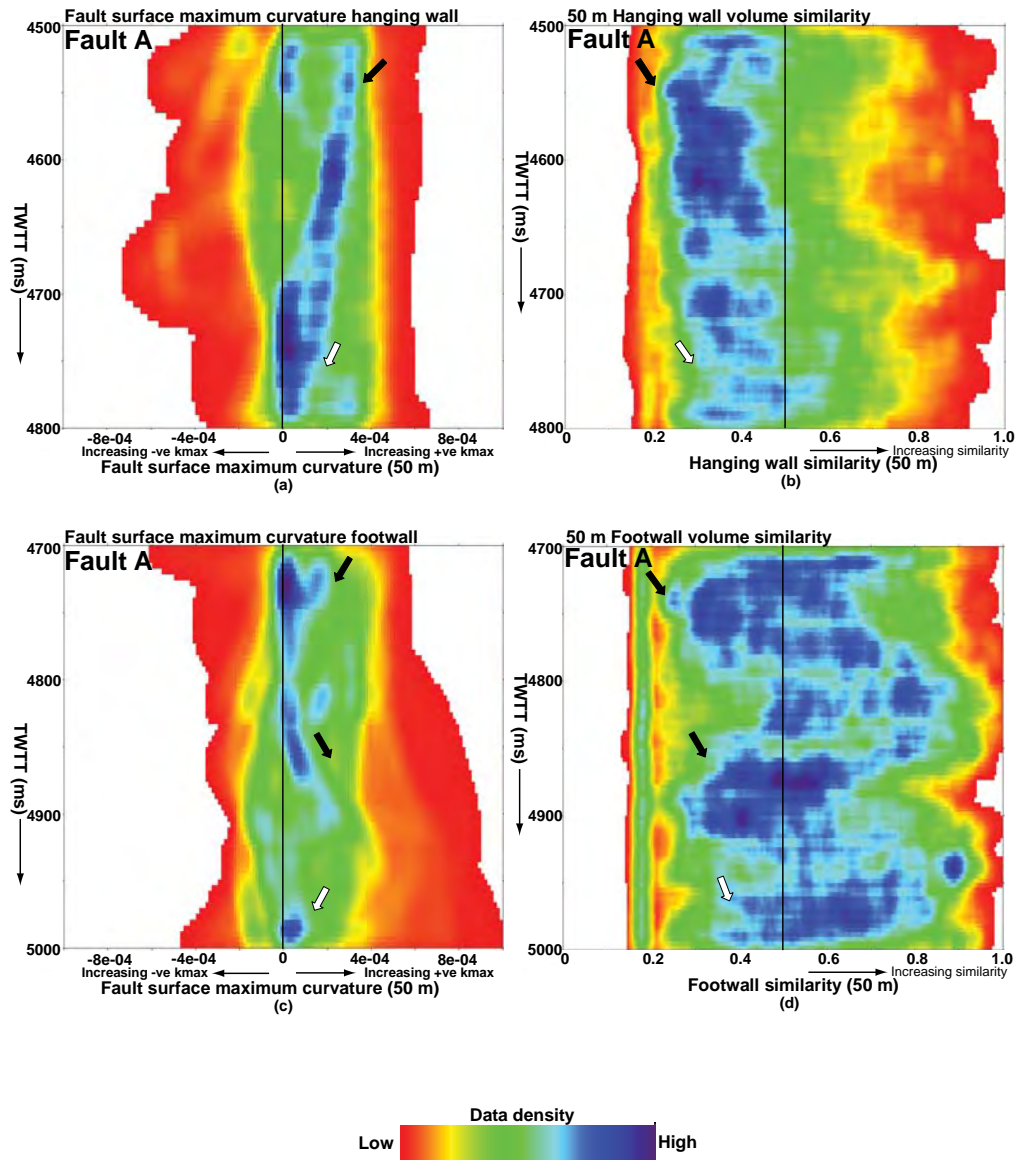 Fault surface maximum curvature hanging wall
Fault A
4500
4600
4700
4800
TWTT (ms)
-8e-04 -4e-04 0 4e-04 8e-04
Increasing -ve kmax Increasing +ve kmax
Fault surface maximum curvature (50 m)
(a)
50 m Hanging wall volume similarity
Fault A
4500
4600
4700
4800
TWTT (ms)
0 0.2 0.4 0.6 0.8 1.0
Increasing similarity
Hanging wall similarity (50 m)
(b)
Fault surface maximum curvature footwall
Fault A
4700
4800
4900
5000
TWTT (ms)
-8e-04 -4e-04 0 4e-04 8e-04
Increasing -ve kmax Increasing +ve kmax
Fault surface maximum curvature (50 m)
(c)
50 m Footwall volume similarity
Fault A
4700
4800
4900
5000
TWTT (ms)
0 0.2 0.4 0.6 0.8 1.0
Increasing similarity
Footwall similarity (50 m)
(d)
Data density
Low High